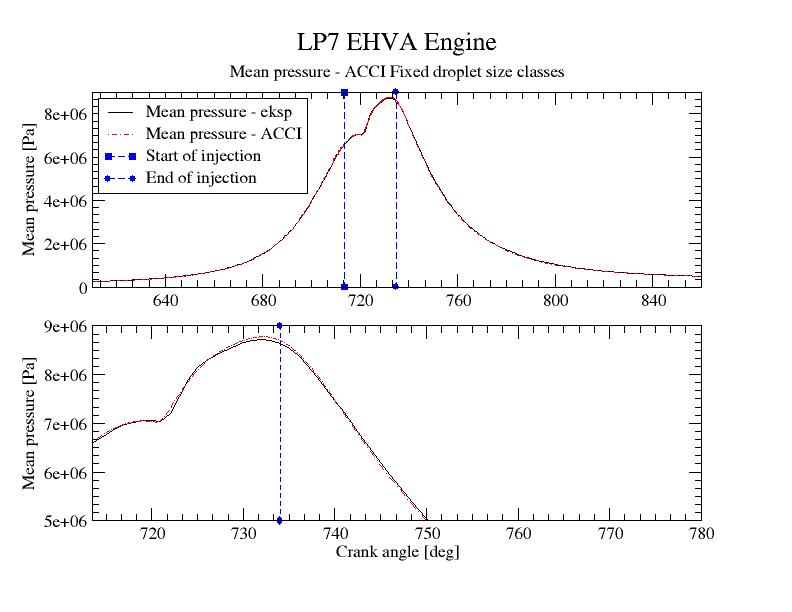 LP7 EHVA Engine
Mean pressure - ACCI Fixed droplet size classes
Mean pressure [Pa]
8e+06
6e+06
4e+06
2e+06
0
Mean pressure - eksp
Mean pressure - ACCI
Start of injection
End of injection
640 680 720 760 800 840
Mean pressure [Pa]
9e+06
8e+06
7e+06
6e+06
5e+06
720 730 740 750 760 770 780
Crank angle [deg]